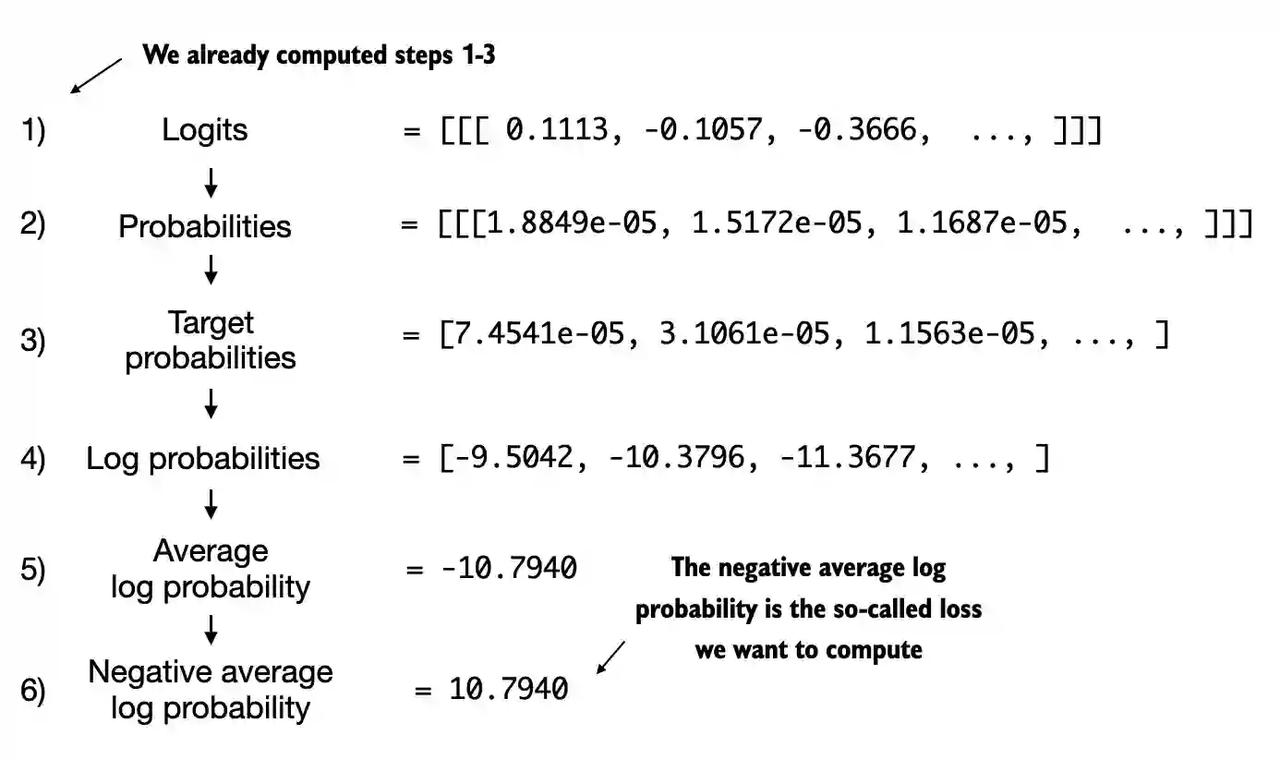 We already computed steps 1-3
1) Logits = [[[ 0.1113, -0.1057, -0.3666, ..., ]]]
2) Probabilities = [[[1.8849e-05, 1.5172e-05, 1.1687e-05, ..., ]]]
3) Target
probabilities = [7.4541e-05, 3.1061e-05, 1.1563e-05, ..., ]
4) Log probabilities = [-9.5042, -10.3796, -11.3677, ..., ]
5) Average
log probability = -10.7940
The negative average log
probability is the so-called loss
we want to compute
6) Negative average
log probability = 10.7940